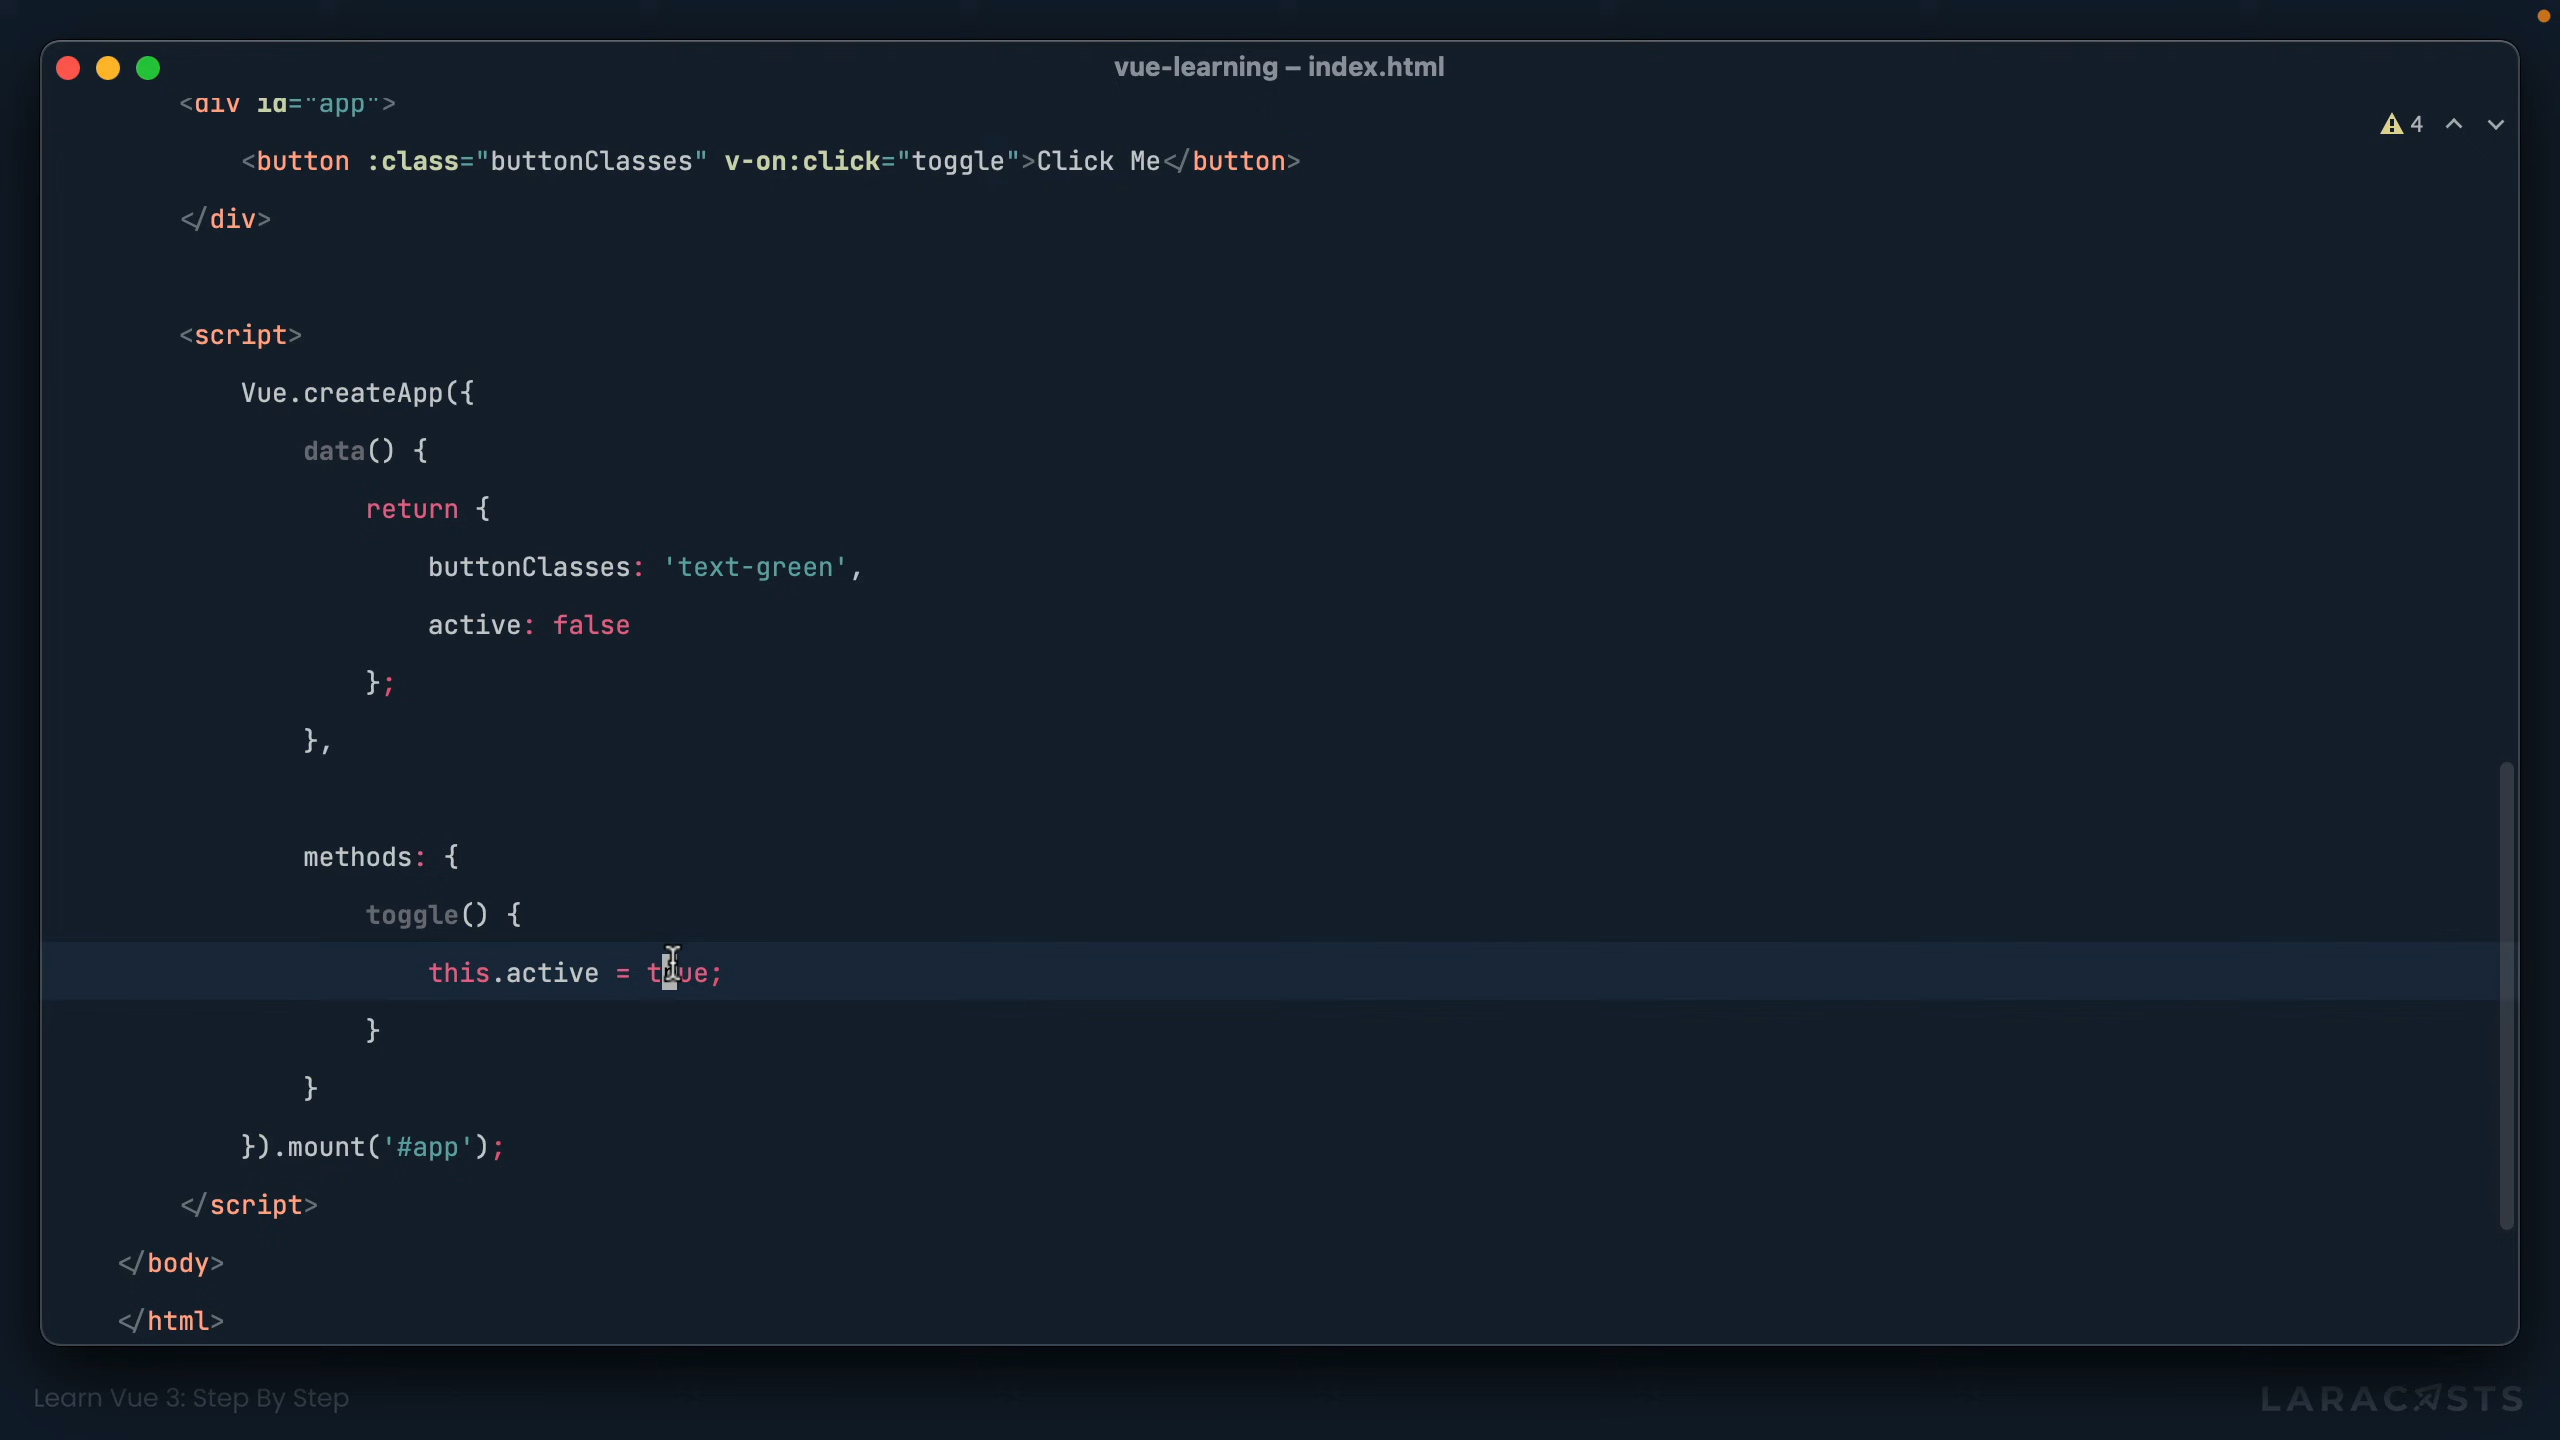 vue-learning – index.html
<div id="app">
4
<button :class="buttonClasses" v-on:click="toggle">Click Me</button>
</div>
<script>
Vue.createApp({
data() {
return {
buttonClasses: 'text-green',
active: false
};
},
methods: {
toggle() {
this.active = true;
}
}
}).mount('#app');
</script>
</body>
</html>
Learn Vue 3: Step By Step
LARACASTS